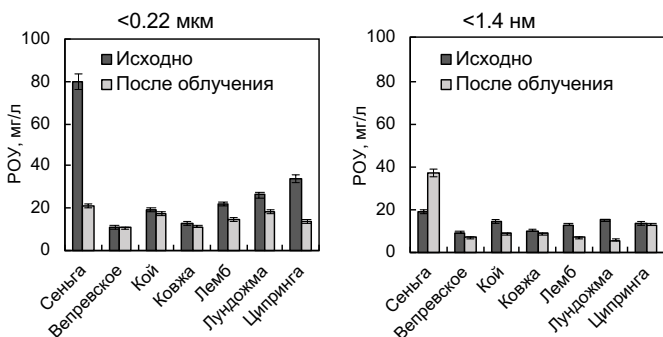 <0.22 мкм
100
80
60
40
20
0
РОУ, мг/л
Исходно
После облучения
Сеньга
Вепревское
Кой
Ковжа
Лемб
Лундожма
Ципринга
<1.4 нм
100
80
60
40
20
0
РОУ, мг/л
Исходно
После облучения
Сеньга
Вепревское
Кой
Ковжа
Лемб
Лундожма
Ципринга